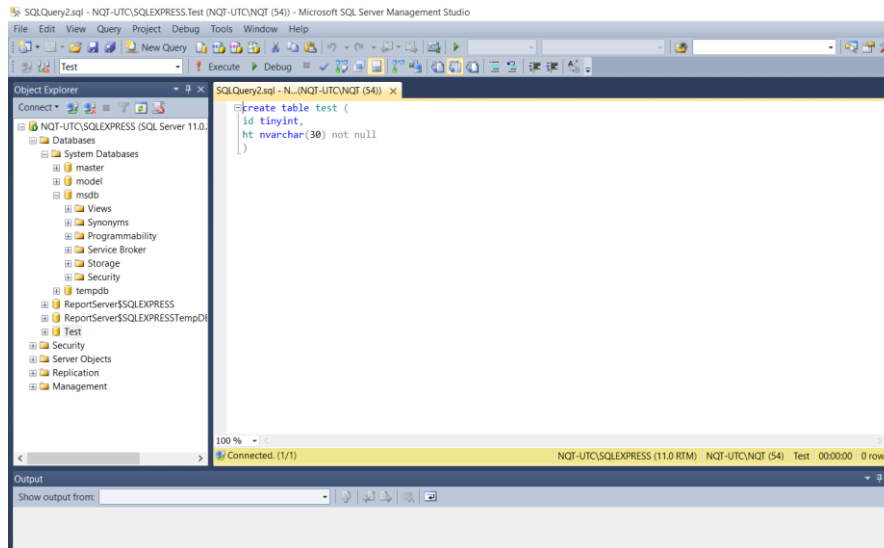 SQLQuery2.sql - NQT-UTC\SQLEXPRESS.Test (NQT-UTC\NQT (54)) - Microsoft SQL Server Management Studio
File Edit View Query Project Debug Tools Window Help
New Query
Test Execute Debug
Object Explorer
Connect
NQT-UTC\SQLEXPRESS (SQL Server 11.0.
Databases
System Databases
master
model
msdb
Views
Synonyms
Programmability
Service Broker
Storage
Security
tempdb
ReportServer$SQLEXPRESS
ReportServer$SQLEXPRESSTempDB
Test
Security
Server Objects
Replication
Management
SQLQuery2.sql - N...(NQT-UTC\NQT (54))
create table test (
id tinyint,
ht nvarchar(30) not null
)
100 %
Connected. (1/1) NQT-UTC\SQLEXPRESS (11.0 RTM) NQT-UTC\NQT (54) Test 00:00:00 0 row
Output
Show output from: